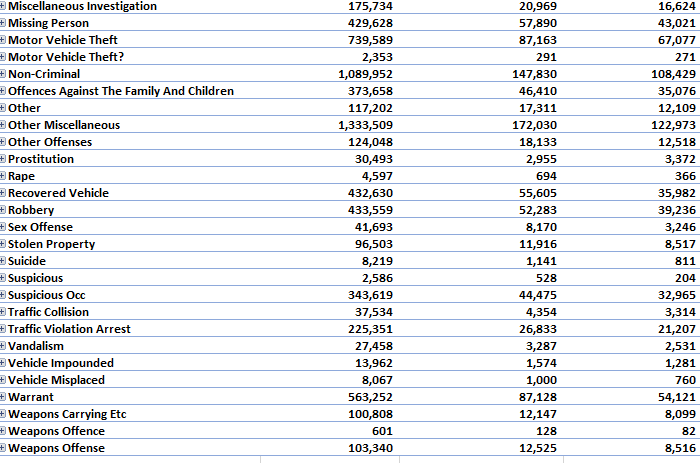 Miscellaneous Investigation 175,734 20,969 16,624
Missing Person 429,628 57,890 43,021
Motor Vehicle Theft 739,589 87,163 67,077
Motor Vehicle Theft? 2,353 291 271
Non-Criminal 1,089,952 147,830 108,429
Offences Against The Family And Children 373,658 46,410 35,076
Other 117,202 17,311 12,109
Other Miscellaneous 1,333,509 172,030 122,973
Other Offenses 124,048 18,133 12,518
Prostitution 30,493 2,955 3,372
Rape 4,597 694 366
Recovered Vehicle 432,630 55,605 35,982
Robbery 433,559 52,283 39,236
Sex Offense 41,693 8,170 3,246
Stolen Property 96,503 11,916 8,517
Suicide 8,219 1,141 811
Suspicious 2,586 528 204
Suspicious Occ 343,619 44,475 32,965
Traffic Collision 37,534 4,354 3,314
Traffic Violation Arrest 225,351 26,833 21,207
Vandalism 27,458 3,287 2,531
Vehicle Impounded 13,962 1,574 1,281
Vehicle Misplaced 8,067 1,000 760
Warrant 563,252 87,128 54,121
Weapons Carrying Etc 100,808 12,147 8,099
Weapons Offence 601 128 82
Weapons Offense 103,340 12,525 8,516